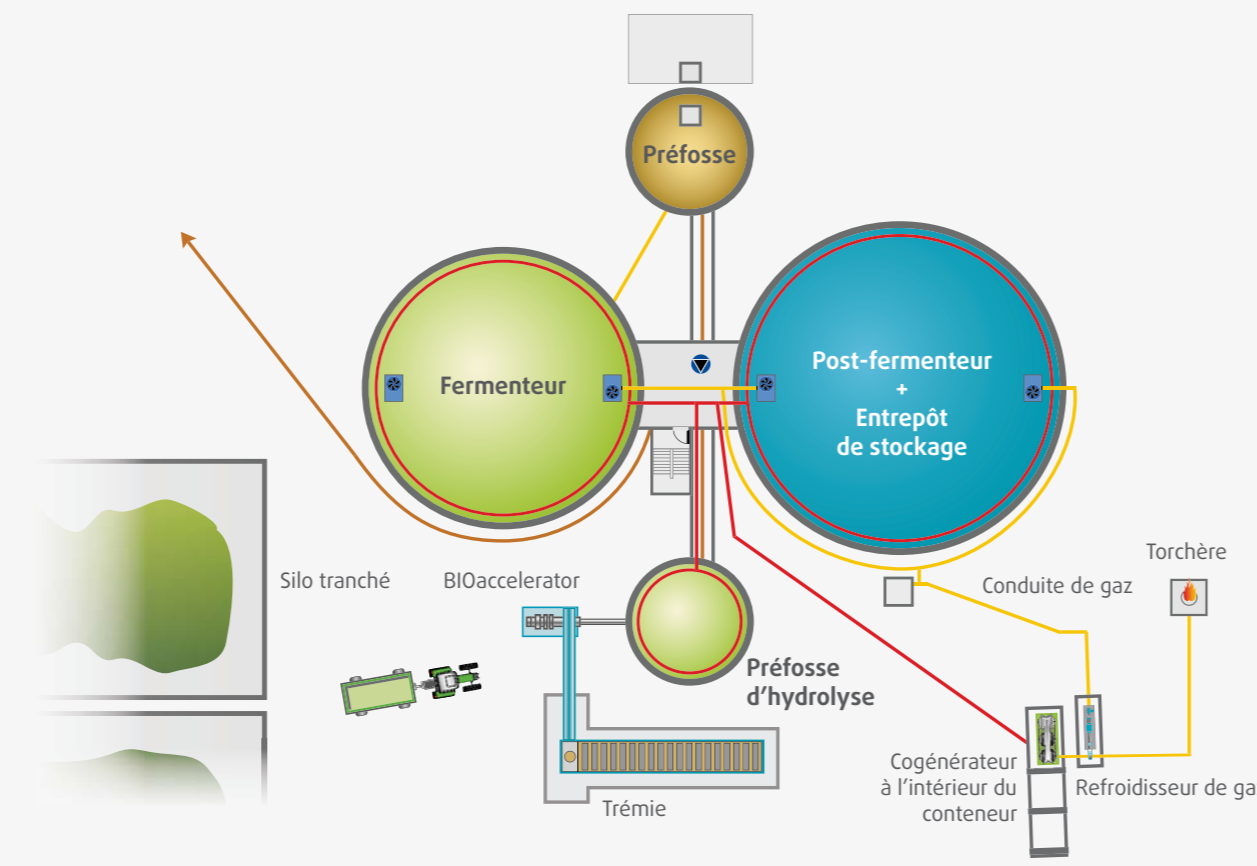 Préfosse
Fermenteur
Post-fermenteur
+
Entrepôt
de stockage
Silo tranché
BIOaccelerator
Conduite de gaz
Torchère
Préfosse
d'hydrolyse
Cogénérateur
à l'intérieur du
conteneur
Refroidisseur de ga
Trémie